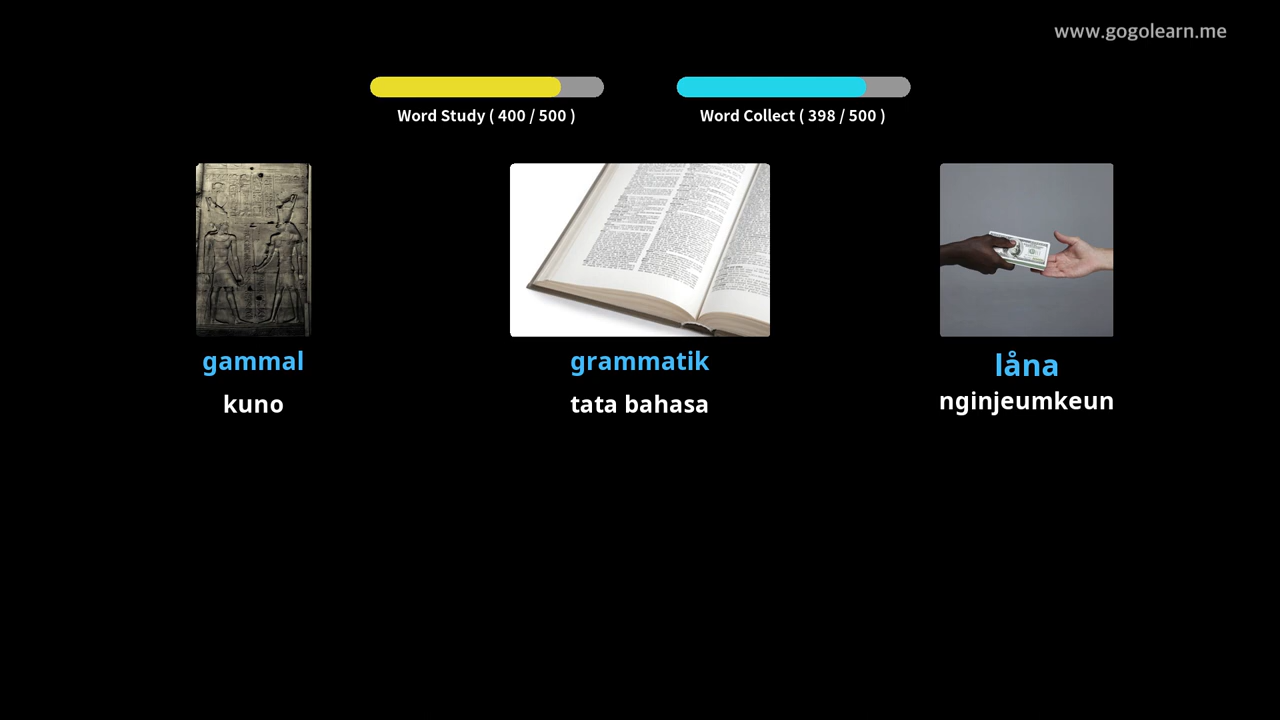 www.gogolearn.me
Word Study ( 400 / 500 )
Word Collect ( 398 / 500 )
gammal
kuno
grammatik
tata bahasa
låna
nginjeumkeun